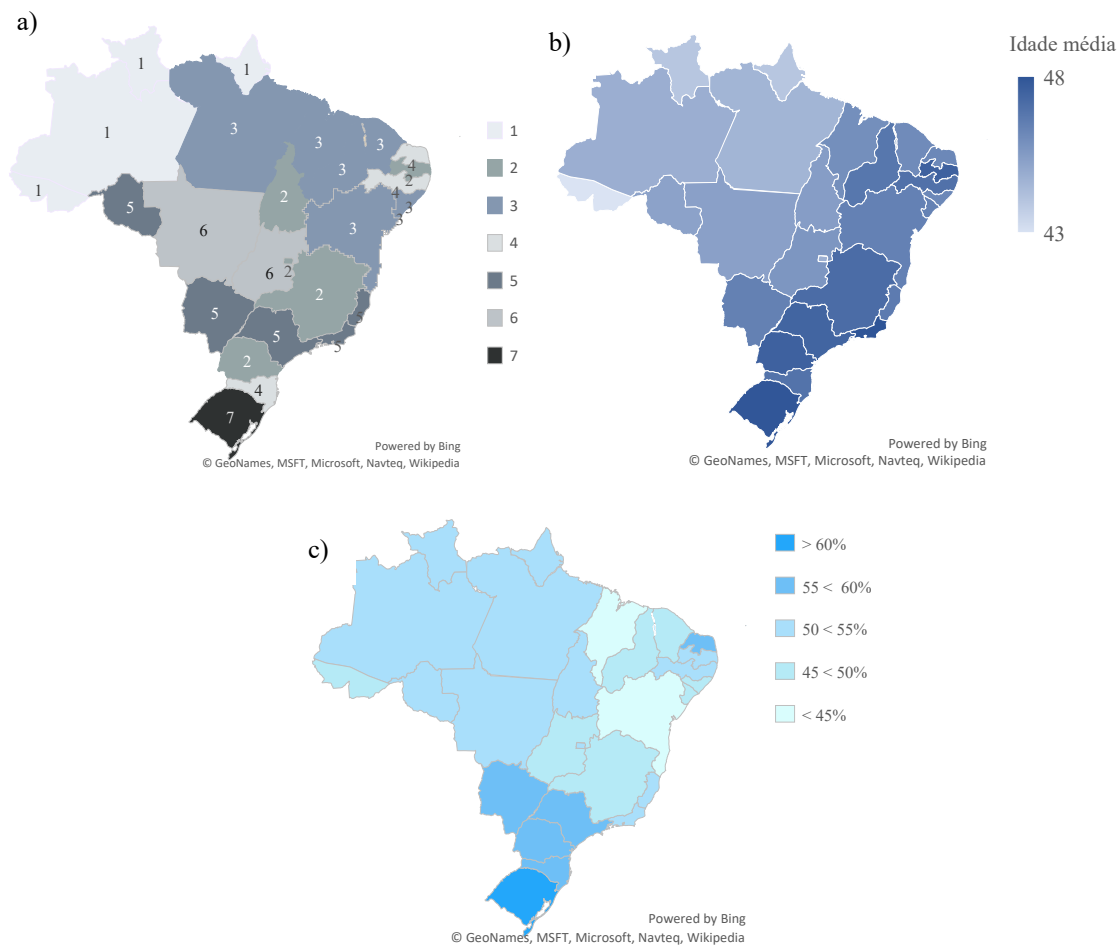 a)
1
1
1
1
3
3
3
3
4
2
4
3
3
5
2
6
3
6
2
2
5
5
5
5
2
4
7
1
2
3
4
5
6
7
Powered by Bing
© GeoNames, MSFT, Microsoft, Navteq, Wikipedia
b)
Idade média
48
43
Powered by Bing
© GeoNames, MSFT, Microsoft, Navteq, Wikipedia
c)
> 60%
55 < 60%
50 < 55%
45 < 50%
< 45%
Powered by Bing
© GeoNames, MSFT, Microsoft, Navteq, Wikipedia